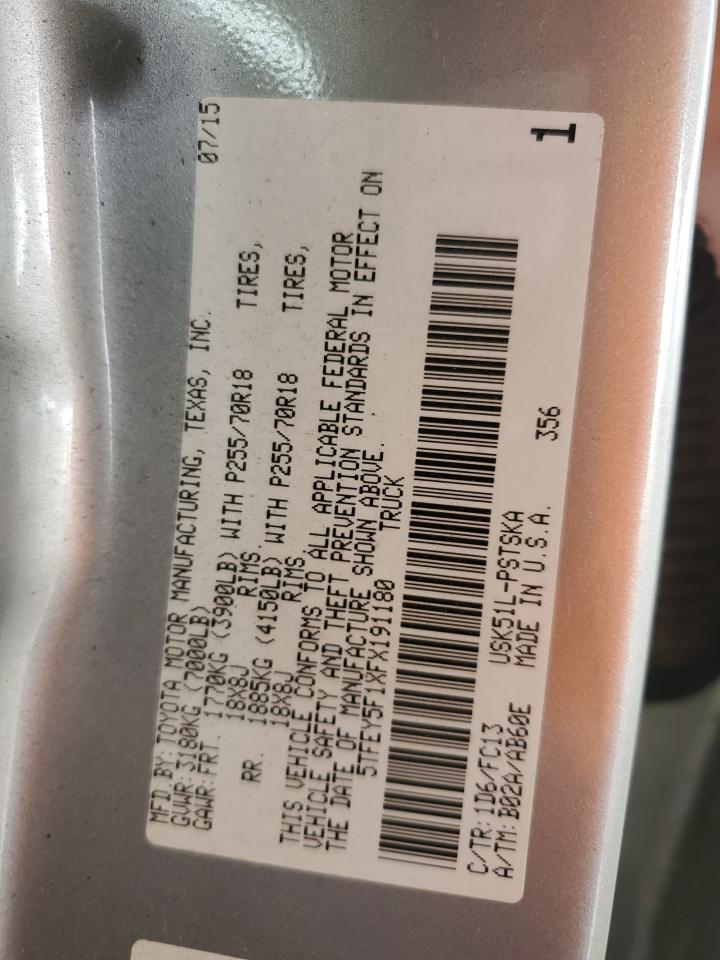 MFD.BY:TOYOTA MOTOR MANUFACTURING, TEXAS, INC. 07/15
GVWR:3180KG (7000LB)
GAWR:FRT. 1770KG (3900LB) WITH P255/70R18 TIRES,
18X8J RIMS
RR. 1885KG (4150LB) WITH P255/70R18 TIRES,
18X8J RIMS
THIS VEHICLE CONFORMS TO ALL APPLICABLE FEDERAL MOTOR
VEHICLE SAFETY AND THEFT PREVENTION STANDARDS IN EFFECT ON
THE DATE OF MANUFACTURE SHOWN ABOVE.
5TFEY5F1XFX191180 TRUCK
C/TR:1D6/FC13 USK51L-PSTSKA 356
A/TM:B02A/AB60E MADE IN U.S.A.
1